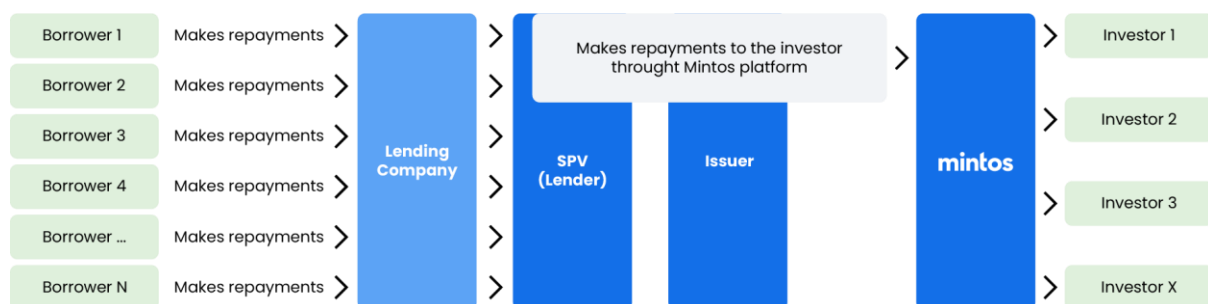 Borrower 1
Makes repayments
Borrower 2
Makes repayments
Borrower 3
Makes repayments
Borrower 4
Makes repayments
Borrower ...
Makes repayments
Borrower N
Makes repayments
Lending
Company
SPV
(Lender)
Makes repayments to the investor
throught Mintos platform
Issuer
mintos
Investor 1
Investor 2
Investor 3
Investor X